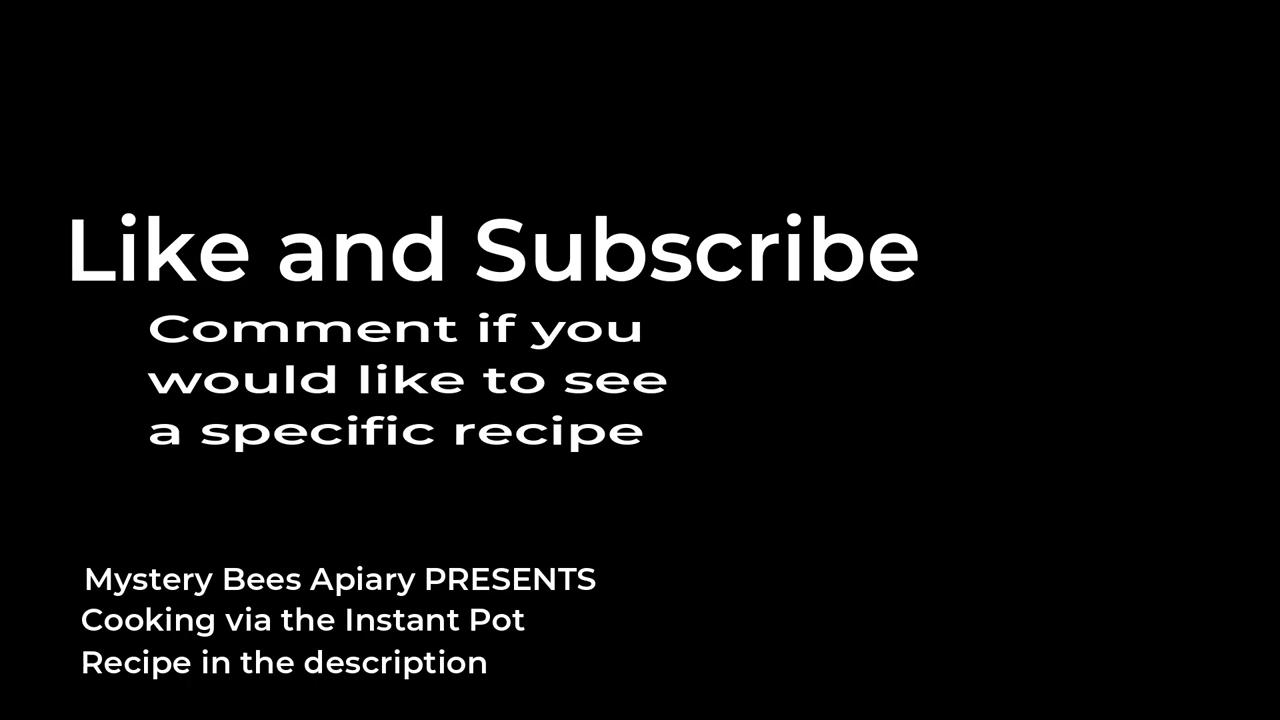 Like and Subscribe
Comment if you
would like to see
a specific recipe
Mystery Bees Apiary PRESENTS
Cooking via the Instant Pot
Recipe in the description